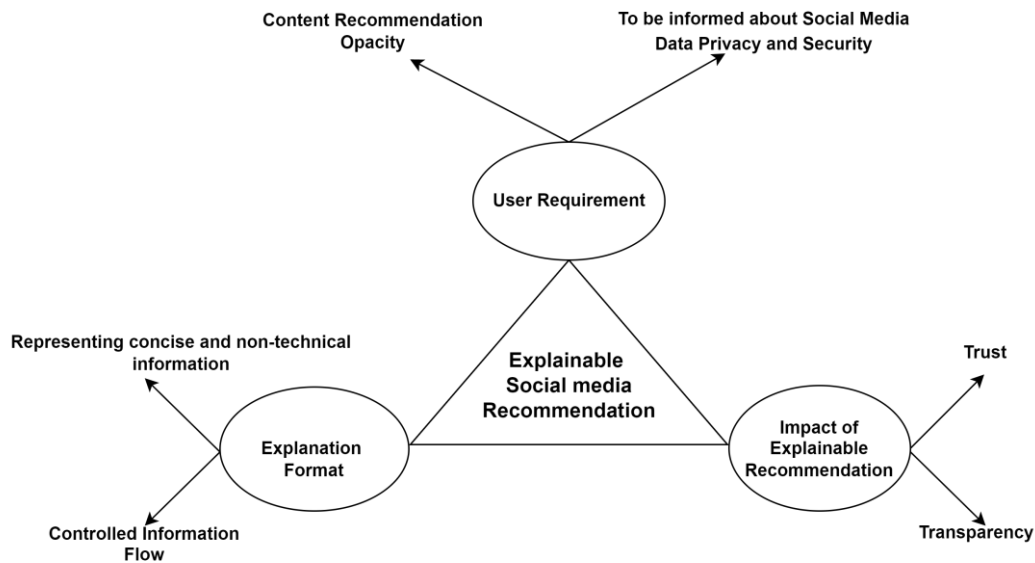 Content Recommendation
Opacity
To be informed about Social Media
Data Privacy and Security
User Requirement
Representing concise and non-technical
information
Explainable
Social media
Recommendation
Trust
Explanation
Format
Impact of
Explainable
Recommendation
Controlled Information
Flow
Transparency